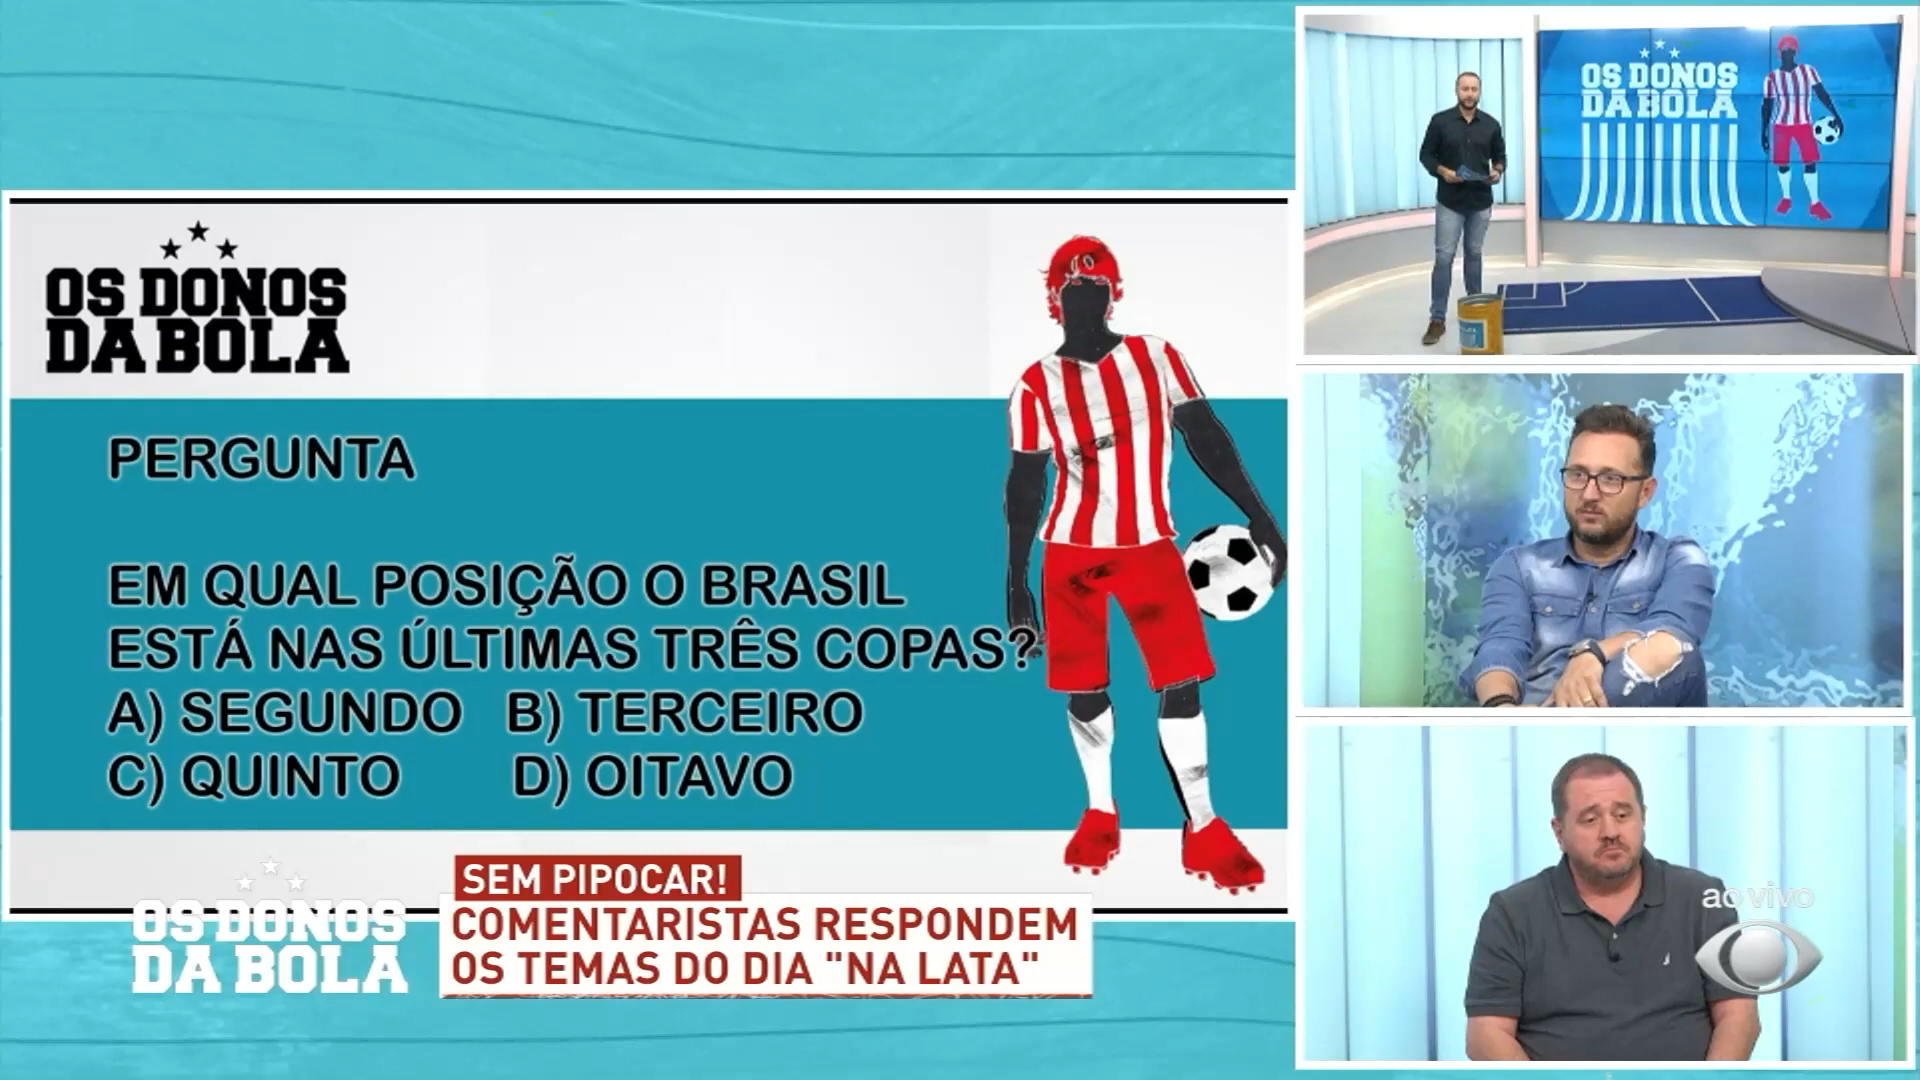 OS DONOS
DA BOLA
PERGUNTA
EM QUAL POSIÇÃO O BRASIL
ESTÁ NAS ÚLTIMAS TRÊS COPAS?
A) SEGUNDO B) TERCEIRO
C) QUINTO D) OITAVO
SEM PIPOCAR!
COMENTARISTAS RESPONDEM
OS TEMAS DO DIA "NA LATA"
OS DONOS
DA BOLA
OS DONOS
DA BOLA
ao vivo